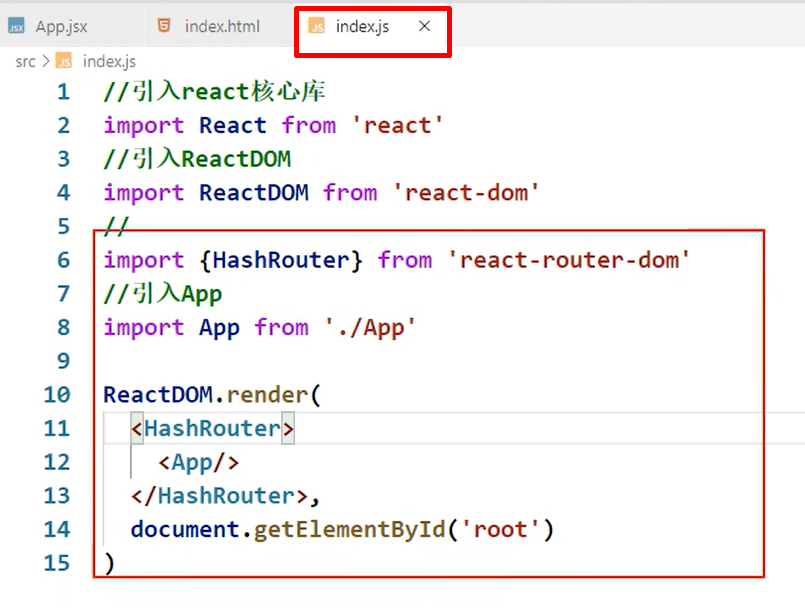 App.jsx index.html index.js
src > index.js
1 //引入react核心库
2 import React from 'react'
3 //引入ReactDOM
4 import ReactDOM from 'react-dom'
5 //
6 import {HashRouter} from 'react-router-dom'
7 //引入App
8 import App from './App'
9
10 ReactDOM.render(
11 <HashRouter>
12 <App/>
13 </HashRouter>,
14 document.getElementById('root')
15 )